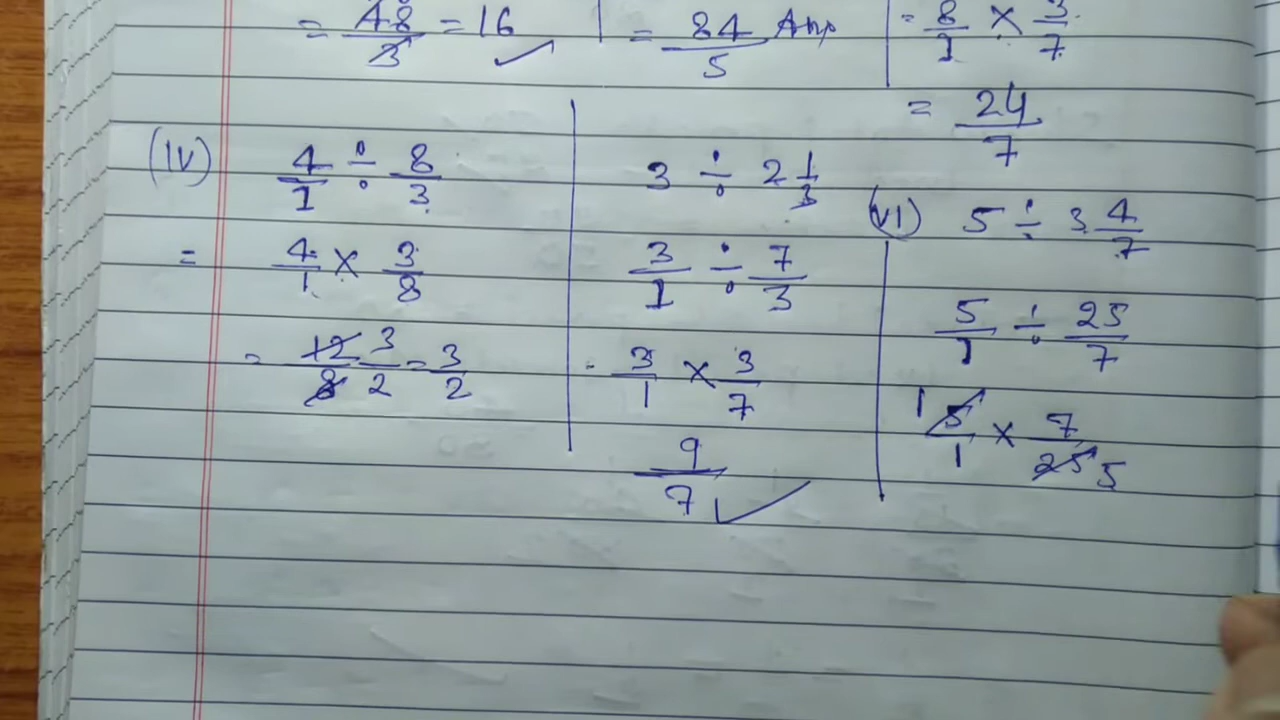 = 48/3 = 16
= 84/5 Ans
= 8/1 × 3/7
= 24/7
(iv) 4/1 ÷ 8/3
= 4/1 × 3/8
= 12/8 3/2 = 3/2
3 ÷ 2 1/3
3/1 ÷ 7/3
= 3/1 × 3/7
9/7
(vi) 5 ÷ 3 4/7
5/1 ÷ 25/7
1 5/1 × 7/25 5